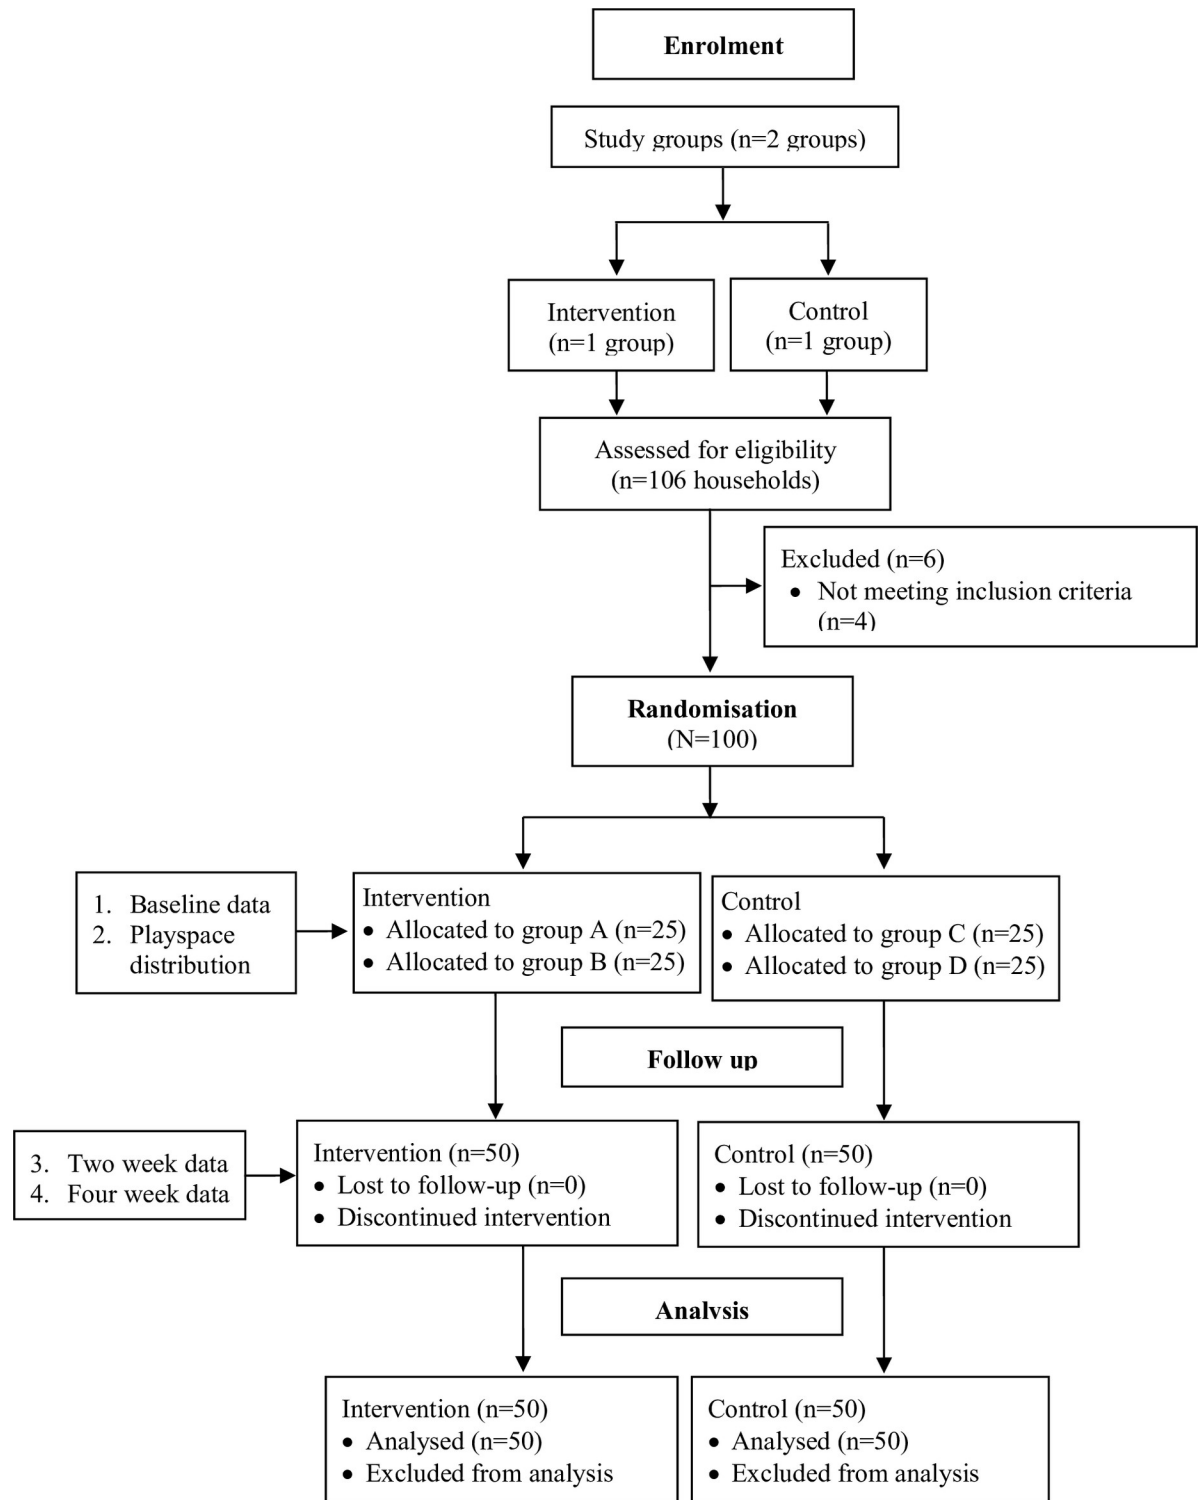 Enrolment
Study groups (n=2 groups)
Intervention
(n=1 group)
Control
(n=1 group)
Assessed for eligibility
(n=106 households)
Excluded (n=6)
• Not meeting inclusion criteria
(n=4)
Randomisation
(N=100)
1. Baseline data
2. Playspace
distribution
Intervention
• Allocated to group A (n=25)
• Allocated to group B (n=25)
Control
• Allocated to group C (n=25)
• Allocated to group D (n=25)
Follow up
3. Two week data
4. Four week data
Intervention (n=50)
• Lost to follow-up (n=0)
• Discontinued intervention
Control (n=50)
• Lost to follow-up (n=0)
• Discontinued intervention
Analysis
Intervention (n=50)
• Analysed (n=50)
• Excluded from analysis
Control (n=50)
• Analysed (n=50)
• Excluded from analysis